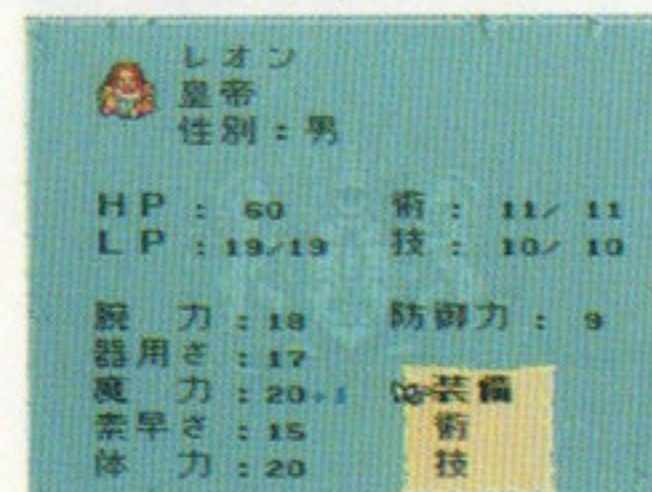 レオン
皇帝
性別：男
HP： 60 術： 11/ 11
LP：19/19 技： 10/ 10
腕 力：18 防御力： 9
器用さ：17
魔 力：20+1 装備
素早さ：15 術
体 力：20 技